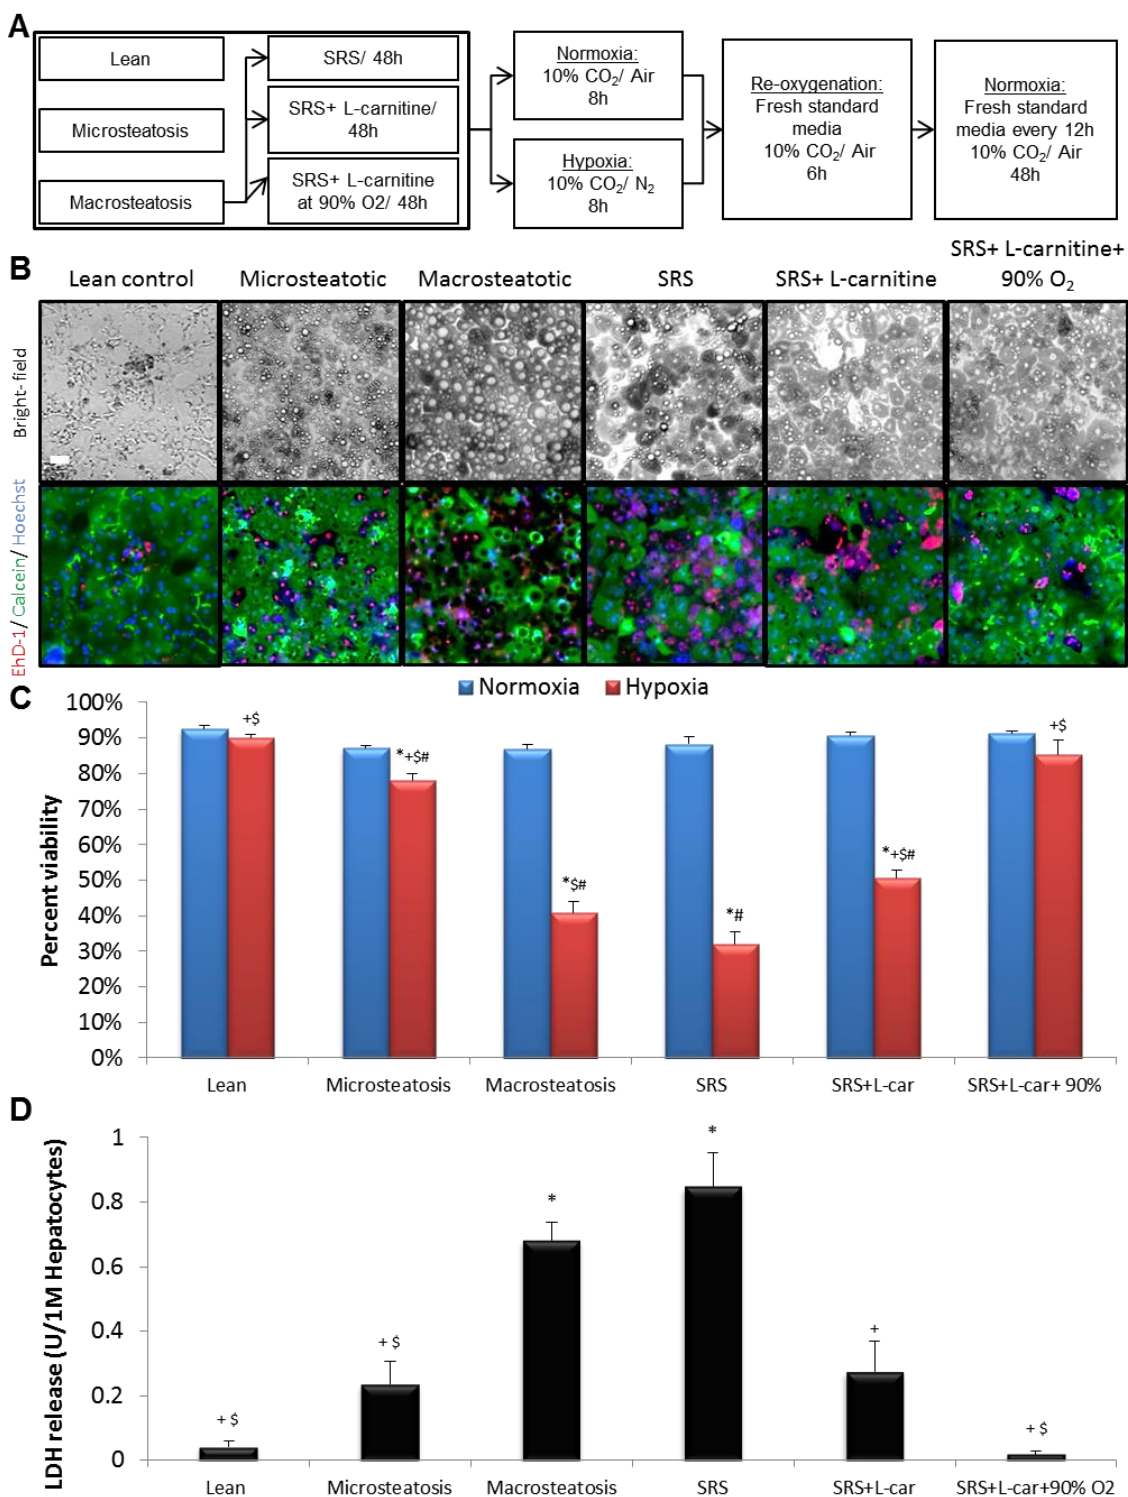 A
Lean
Microsteatosis
Macrosteatosis
SRS/ 48h
SRS+ L-carnitine/
48h
SRS+ L-carnitine
at 90% O2/ 48h
Normoxia:
10% CO₂/ Air
8h
Hypoxia:
10% CO₂/ N₂
8h
Re-oxygenation:
Fresh standard
media
10% CO₂/ Air
6h
Normoxia:
Fresh standard
media every 12h
10% CO₂/ Air
48h
B
Lean control
Microsteatotic
Macrosteatotic
SRS
SRS+ L-carnitine
SRS+ L-carnitine+
90% O₂
Bright-field
EhD-1/ Calcein/ Hoechst
C
Normoxia
Hypoxia
Percent viability
100%
90%
80%
70%
60%
50%
40%
30%
20%
10%
0%
+$
*+$#
*$#
*#
*+$#
+$
Lean
Microsteatosis
Macrosteatosis
SRS
SRS+L-car
SRS+L-car+ 90%
D
LDH release (U/1M Hepatocytes)
1
0.8
0.6
0.4
0.2
0
+ $
+ $
*
*
+
+ $
Lean
Microsteatosis
Macrosteatosis
SRS
SRS+L-car
SRS+L-car+90% O2